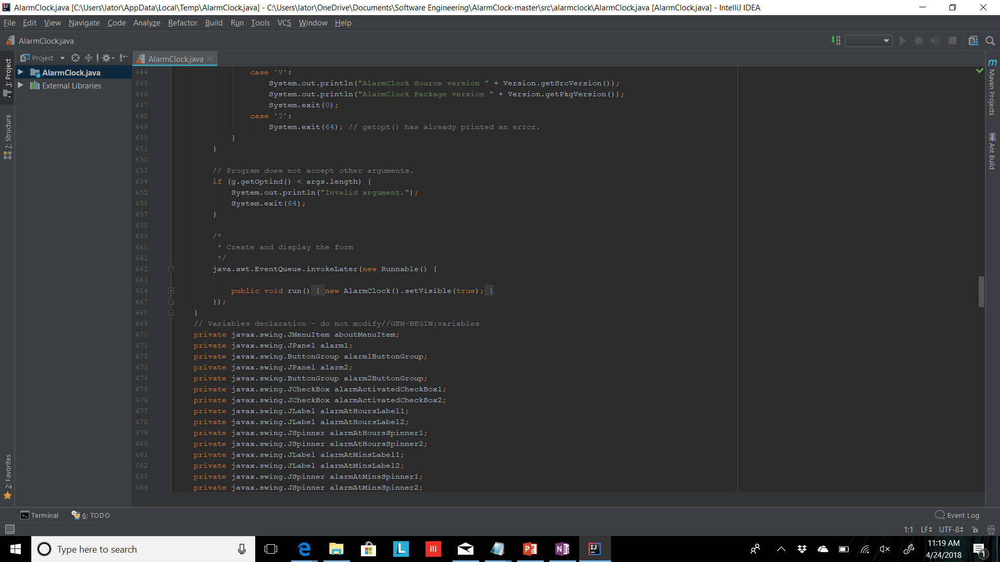 AlarmClock.java [C:\Users\lator\AppData\Local\Temp\AlarmClock.java] - C:\Users\lator\OneDrive\Documents\Software Engineering\AlarmClock-master\src\alarmclock\AlarmClock.java [AlarmClock.java] - IntelliJ IDEA
File Edit View Navigate Code Analyze Refactor Build Run Tools VCS Window Help
AlarmClock.java
Project
AlarmClock.java
AlarmClock.java
External Libraries
1: Project
7: Structure
2: Favorites
644 case 'V':
645 System.out.println("AlarmClock Source version " + Version.getSrcVersion());
646 System.out.println("AlarmClock Package version " + Version.getPkgVersion());
647 System.exit(0);
648 case '?':
649 System.exit(64); // getopt() has already printed an error.
650 }
651 }
652
653 // Program does not accept other arguments.
654 if (g.getOptind() < args.length) {
655 System.out.println("Invalid argument.");
656 System.exit(64);
657 }
658
659 /*
660 * Create and display the form
661 */
662 java.awt.EventQueue.invokeLater(new Runnable() {
663
664 public void run() { new AlarmClock().setVisible(true); }
667 });
668 }
669 // Variables declaration - do not modify//GEN-BEGIN:variables
670 private javax.swing.JMenuItem aboutMenuItem;
671 private javax.swing.JPanel alarm1;
672 private javax.swing.ButtonGroup alarm1ButtonGroup;
673 private javax.swing.JPanel alarm2;
674 private javax.swing.ButtonGroup alarm2ButtonGroup;
675 private javax.swing.JCheckBox alarmActivatedCheckBox1;
676 private javax.swing.JCheckBox alarmActivatedCheckBox2;
677 private javax.swing.JLabel alarmAtHoursLabel1;
678 private javax.swing.JLabel alarmAtHoursLabel2;
679 private javax.swing.JSpinner alarmAtHoursSpinner1;
680 private javax.swing.JSpinner alarmAtHoursSpinner2;
681 private javax.swing.JLabel alarmAtMinsLabel1;
682 private javax.swing.JLabel alarmAtMinsLabel2;
683 private javax.swing.JSpinner alarmAtMinsSpinner1;
684 private javax.swing.JSpinner alarmAtMinsSpinner2;
Maven Projects
Ant Build
Terminal
6: TODO
Event Log
1:1 LF UTF-8
Type here to search
11:19 AM
4/24/2018
1